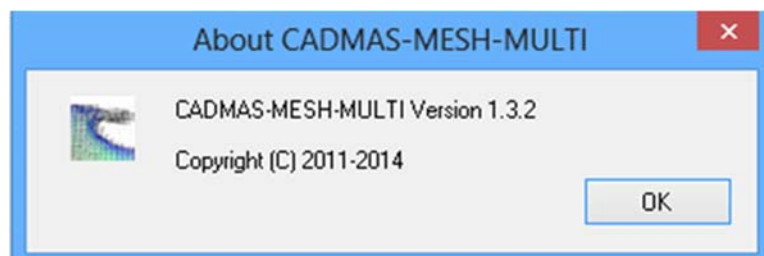 About CADMAS-MESH-MULTI
CADMAS-MESH-MULTI Version 1.3.2
Copyright (C) 2011-2014
OK